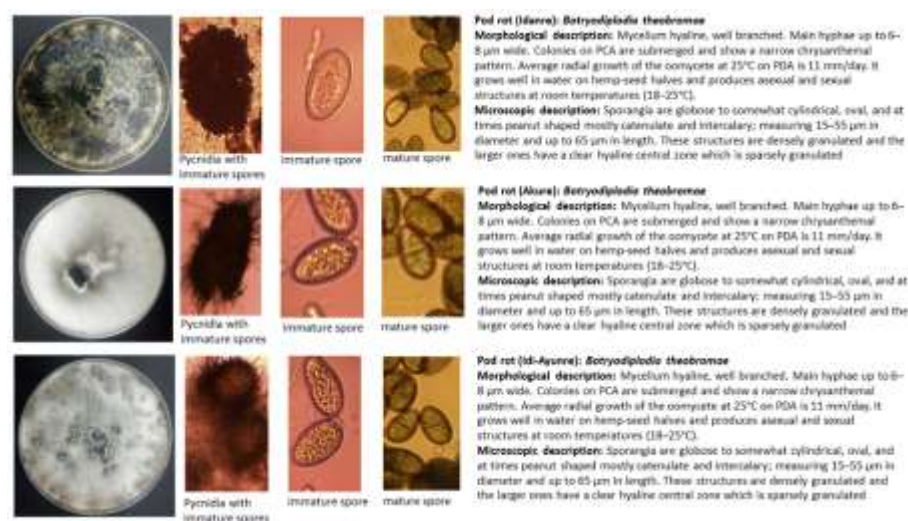 Pod rot (Idanre): Botryodiplodia theobromae
Morphological description: Mycelium hyaline, well branched. Main hyphae up to 6–
8 µm wide. Colonies on PCA are submerged and show a narrow chrysanthemal
pattern. Average radial growth of the oomycete at 25°C on PDA is 11 mm/day. It
grows well in water on hemp-seed halves and produces asexual and sexual
structures at room temperatures (18–25°C).
Microscopic description: Sporangia are globose to somewhat cylindrical, oval, and at
times peanut shaped mostly catenulate and intercalary; measuring 15–55 µm in
diameter and up to 65 µm in length. These structures are densely granulated and the
larger ones have a clear hyaline central zone which is sparsely granulated
Pycnidia with
immature spores
immature spore
mature spore
Pod rot (Akure): Botryodiplodia theobromae
Morphological description: Mycelium hyaline, well branched. Main hyphae up to 6–
8 µm wide. Colonies on PCA are submerged and show a narrow chrysanthemal
pattern. Average radial growth of the oomycete at 25°C on PDA is 11 mm/day. It
grows well in water on hemp-seed halves and produces asexual and sexual
structures at room temperatures (18–25°C).
Microscopic description: Sporangia are globose to somewhat cylindrical, oval, and at
times peanut shaped mostly catenulate and intercalary; measuring 15–55 µm in
diameter and up to 65 µm in length. These structures are densely granulated and the
larger ones have a clear hyaline central zone which is sparsely granulated
Pycnidia with
immature spores
immature spore
mature spore
Pod rot (Idi-Ayunre): Botryodiplodia theobromae
Morphological description: Mycelium hyaline, well branched. Main hyphae up to 6–
8 µm wide. Colonies on PCA are submerged and show a narrow chrysanthemal
pattern. Average radial growth of the oomycete at 25°C on PDA is 11 mm/day. It
grows well in water on hemp-seed halves and produces asexual and sexual
structures at room temperatures (18–25°C).
Microscopic description: Sporangia are globose to somewhat cylindrical, oval, and
at times peanut shaped mostly catenulate and intercalary; measuring 15–55 µm in
diameter and up to 65 µm in length. These structures are densely granulated and
the larger ones have a clear hyaline central zone which is sparsely granulated
Pycnidia with
immature spores
immature spore
mature spore